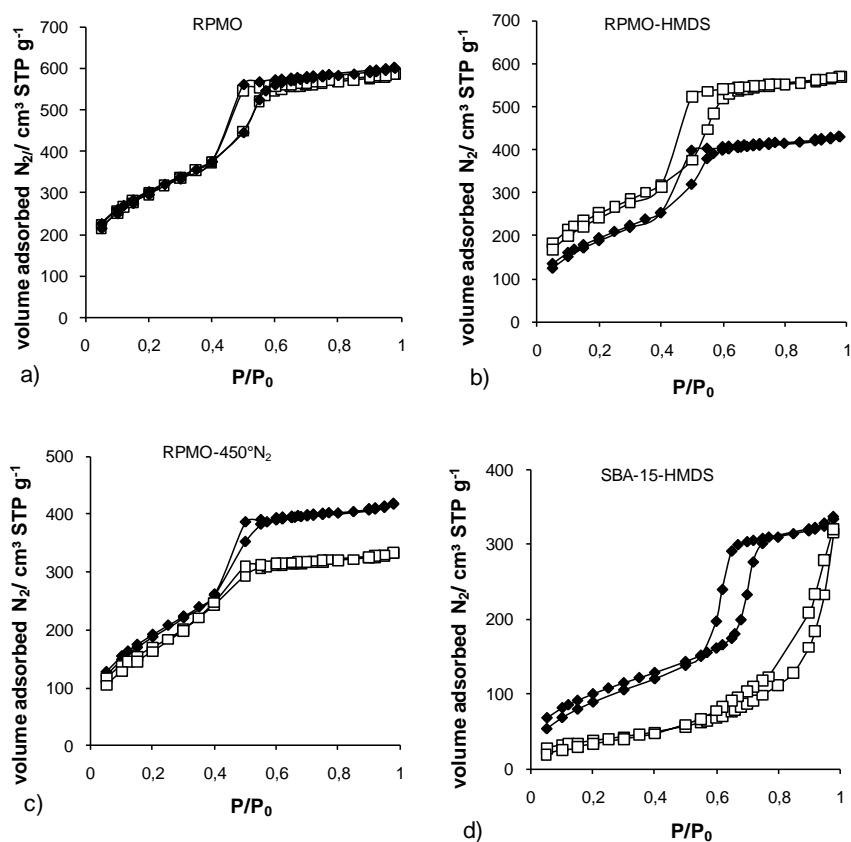 RPMO
volume adsorbed N₂/ cm³ STP g⁻¹
700
600
500
400
300
200
100
0
0 0,2 0,4 0,6 0,8 1
P/P₀
a)
RPMO-HMDS
volume adsorbed N₂/ cm³ STP g⁻¹
700
600
500
400
300
200
100
0
0 0,2 0,4 0,6 0,8 1
P/P₀
b)
RPMO-450°N₂
volume adsorbed N₂/ cm³ STP g⁻¹
500
400
300
200
100
0
0 0,2 0,4 0,6 0,8 1
P/P₀
c)
SBA-15-HMDS
volume adsorbed N₂/ cm³ STP g⁻¹
400
300
200
100
0
0 0,2 0,4 0,6 0,8 1
P/P₀
d)